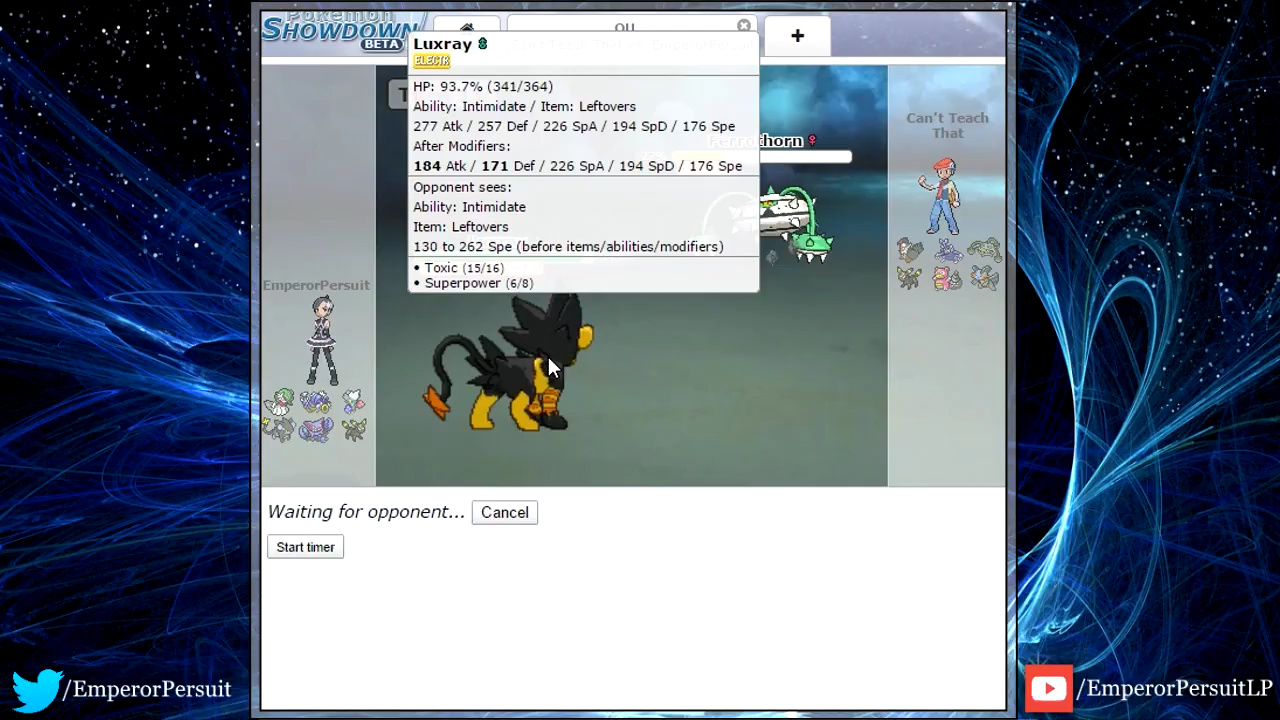 Pokémon
SHOWDOWN
BETA
OU
+
Luxray
ELECTR
HP: 93.7% (341/364)
Ability: Intimidate / Item: Leftovers
277 Atk / 257 Def / 226 SpA / 194 SpD / 176 Spe
After Modifiers:
184 Atk / 171 Def / 226 SpA / 194 SpD / 176 Spe
Opponent sees:
Ability: Intimidate
Item: Leftovers
130 to 262 Spe (before items/abilities/modifiers)
• Toxic (15/16)
• Superpower (6/8)
T
Ferrothorn
Can't Teach
That
EmperorPersuit
Waiting for opponent... Cancel
Start timer
/EmperorPersuit
/EmperorPersuitLP